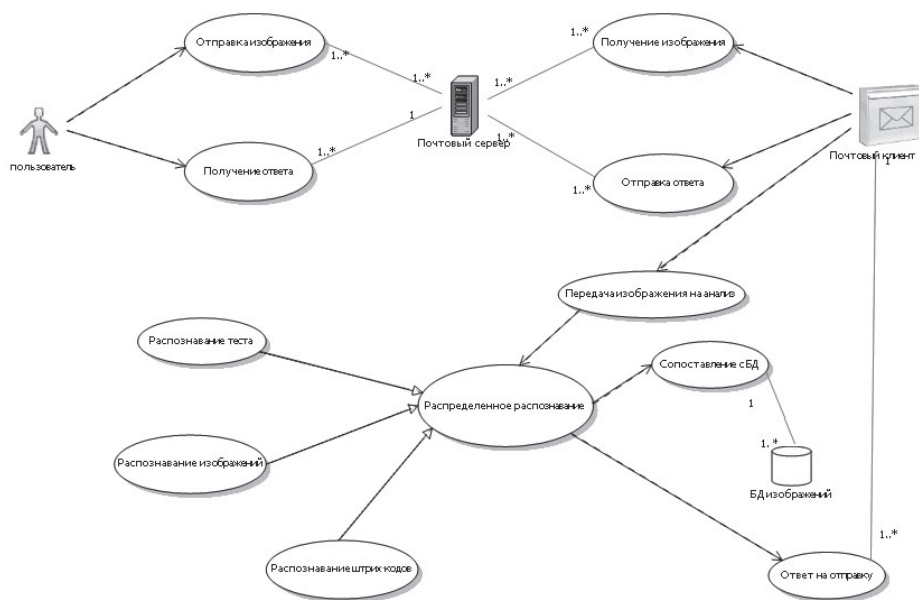 Отправка изображения
Получение изображения
1..*
1..*
1..*
1..*
1
1..*
1..*
1..*
пользователь
Почтовый сервер
Почтовый клиент
1
Получение ответа
Отправка ответа
Передача изображения на анализ
Распознавание теста
Сопоставление с БД
Распределенное распознавание
1
1..*
Распознавание изображений
БД изображений
1..*
Распознавание штрих-кодов
Ответ на отправку